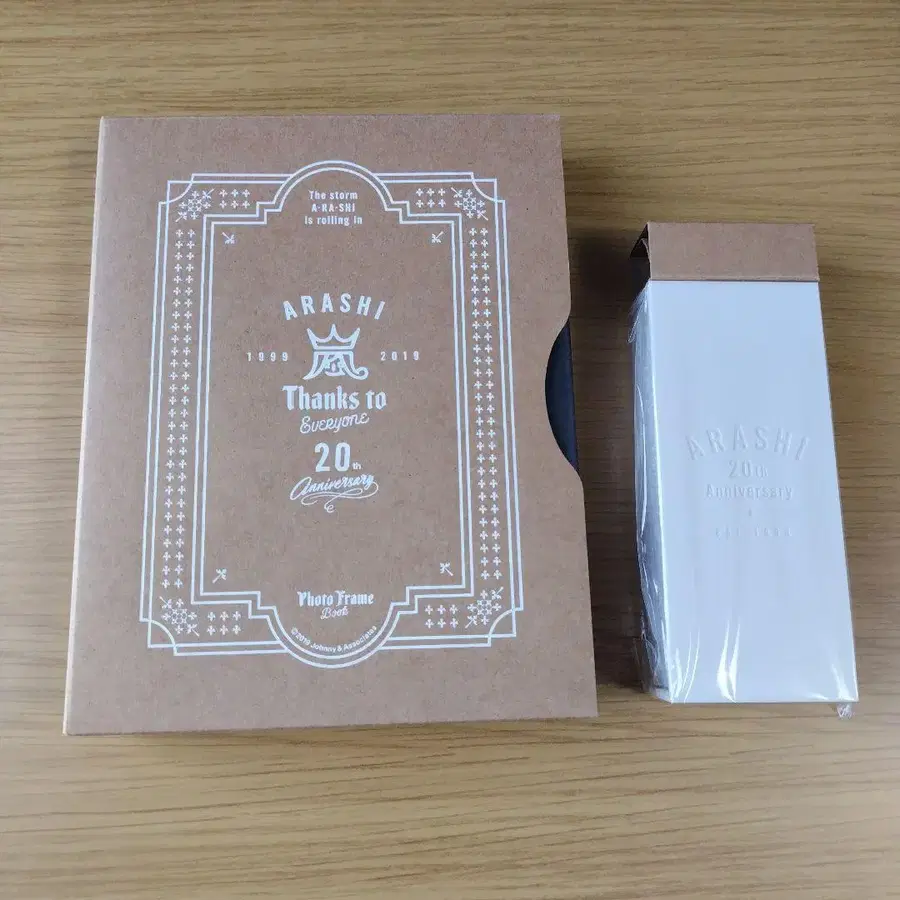 The storm
A・RA・SHI
is rolling in
ARASHI
1999 嵐 2019
Thanks to
Everyone
20th
Anniversary
Photo Frame
Book
©2019 Johnny & Associates
ARASHI
20th
Anniversary